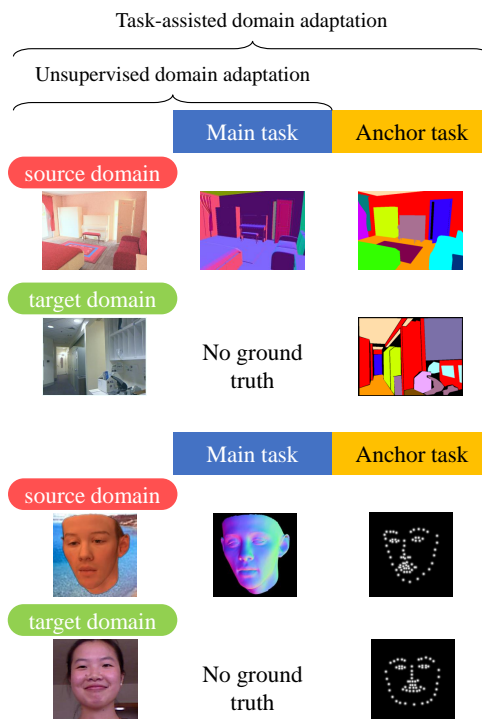 Task-assisted domain adaptation
Unsupervised domain adaptation
Main task
Anchor task
source domain
target domain
No ground
truth
Main task
Anchor task
source domain
target domain
No ground
truth